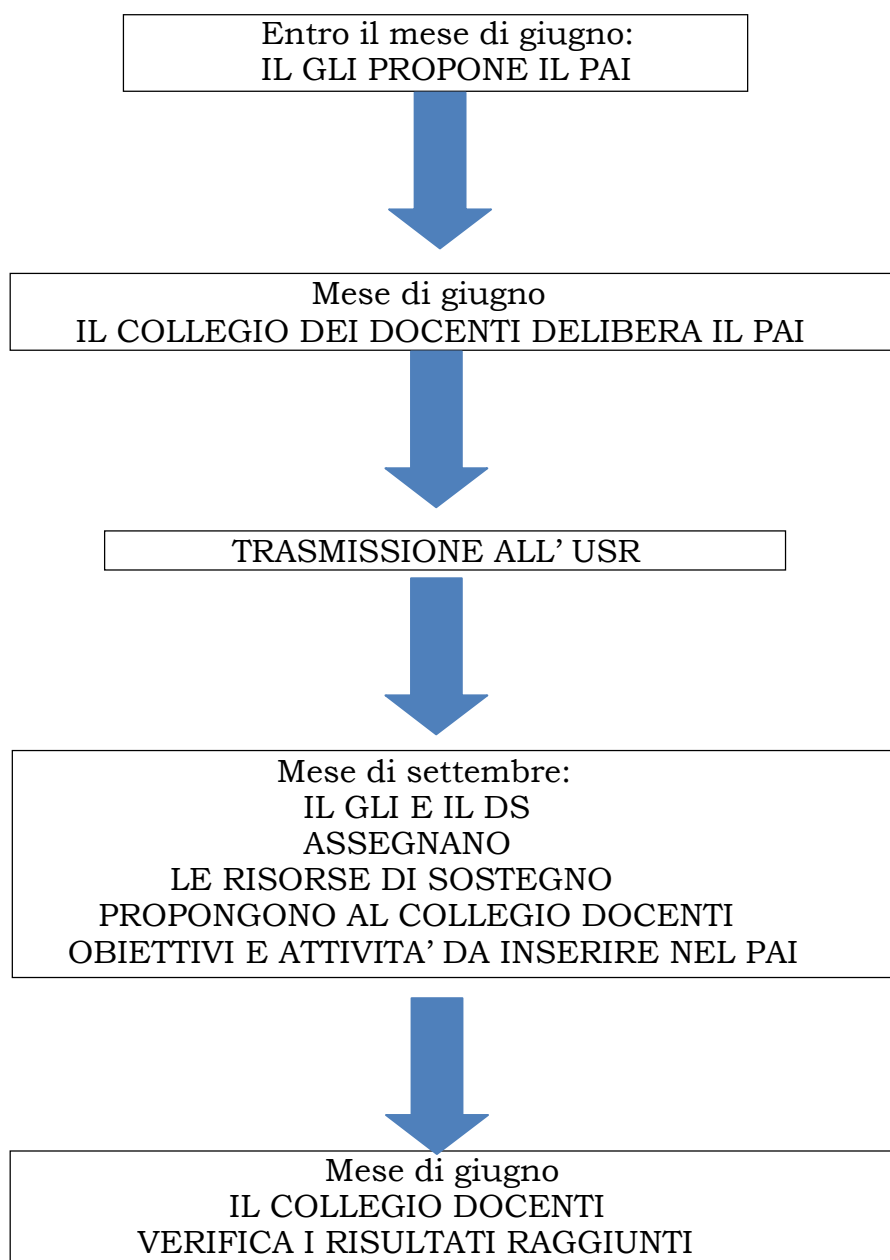 Entro il mese di giugno:
IL GLI PROPONE IL PAI
Mese di giugno
IL COLLEGIO DEI DOCENTI DELIBERA IL PAI
TRASMISSIONE ALL’ USR
Mese di settembre:
IL GLI E IL DS
ASSEGNANO
LE RISORSE DI SOSTEGNO
PROPONGONO AL COLLEGIO DOCENTI
OBIETTIVI E ATTIVITA’ DA INSERIRE NEL PAI
Mese di giugno
IL COLLEGIO DOCENTI
VERIFICA I RISULTATI RAGGIUNTI